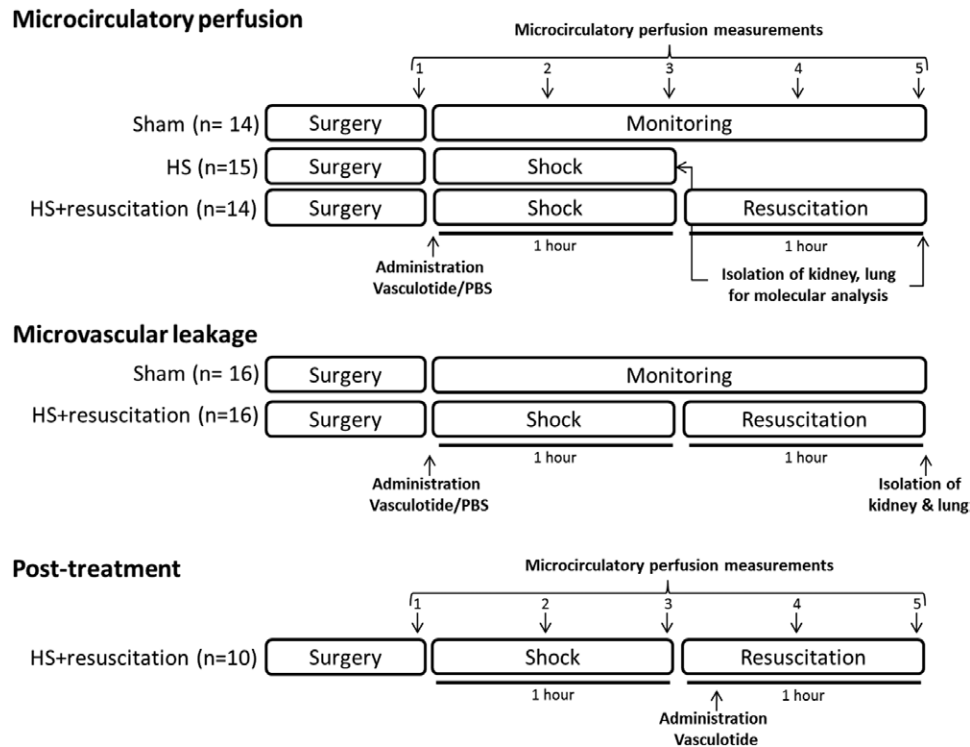 Microcirculatory perfusion
Microcirculatory perfusion measurements
1 2 3 4 5
Sham (n= 14) Surgery Monitoring
HS (n=15) Surgery Shock
HS+resuscitation (n=14) Surgery Shock Resuscitation
1 hour 1 hour
Administration
Vasculotide/PBS
Isolation of kidney, lung
for molecular analysis
Microvascular leakage
Sham (n= 16) Surgery Monitoring
HS+resuscitation (n=16) Surgery Shock Resuscitation
1 hour 1 hour
Administration
Vasculotide/PBS
Isolation of
kidney & lung
Post-treatment
Microcirculatory perfusion measurements
1 2 3 4 5
HS+resuscitation (n=10) Surgery Shock Resuscitation
1 hour 1 hour
Administration
Vasculotide